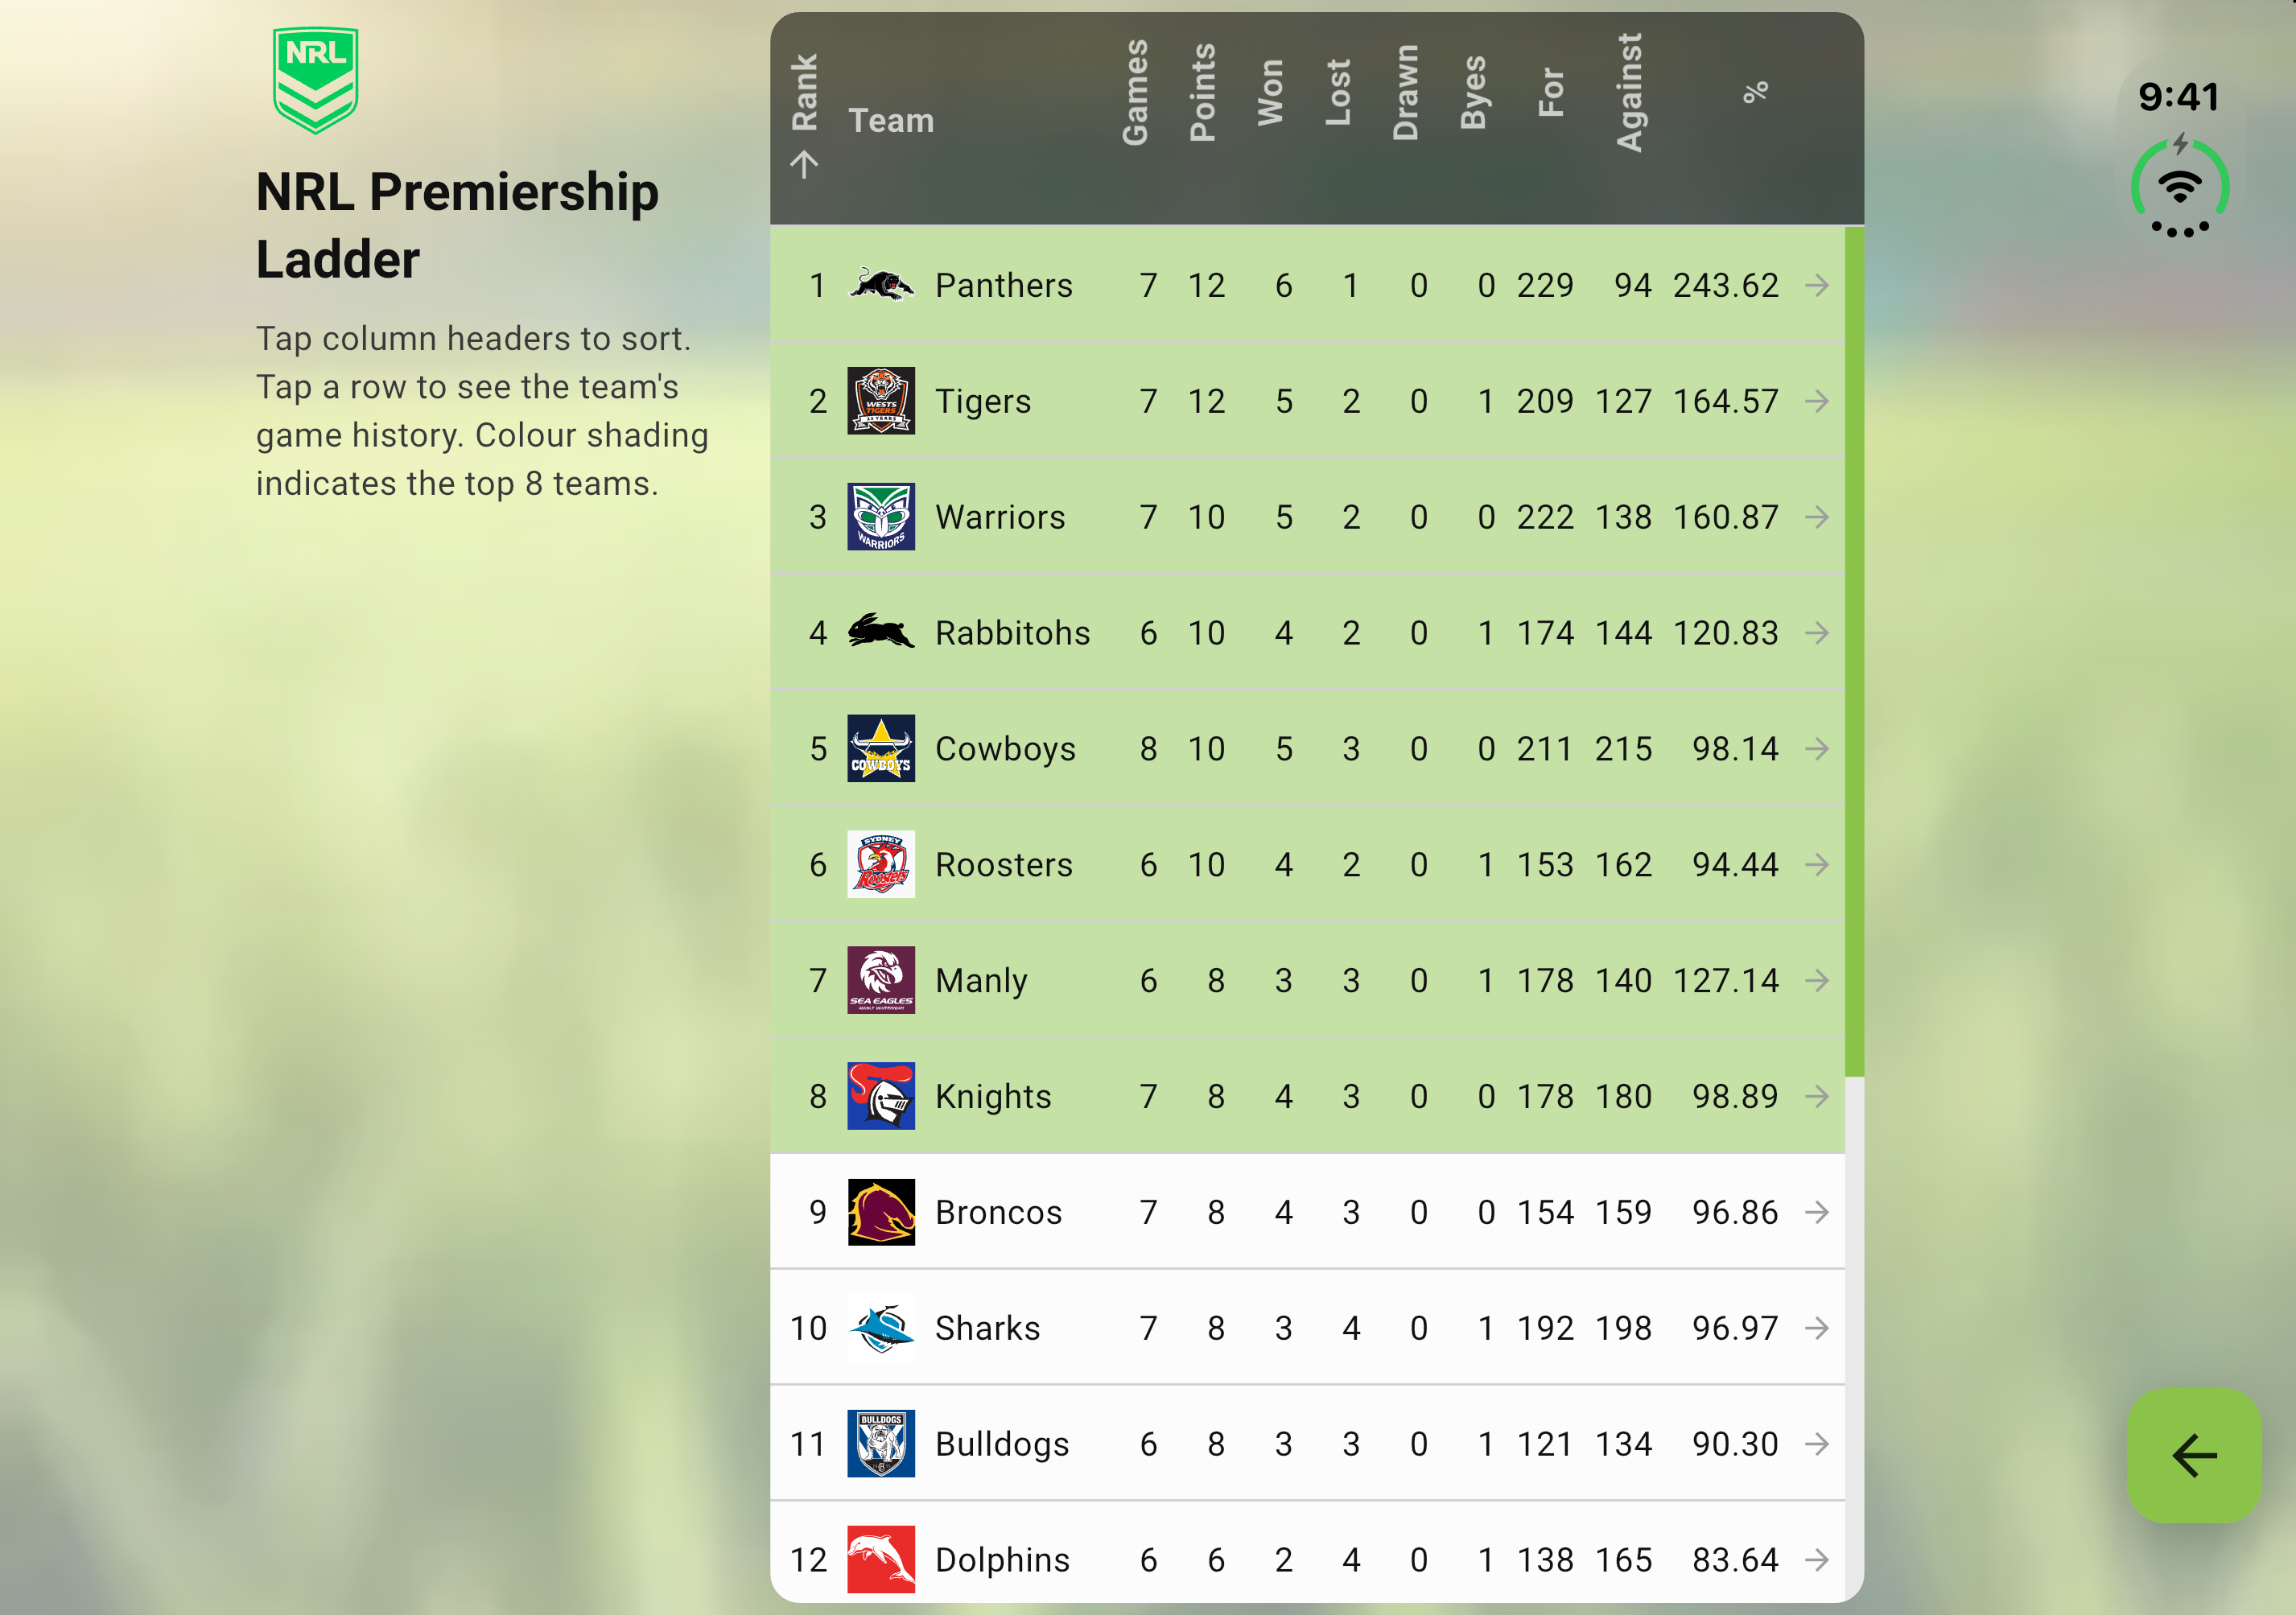 NRL
NRL Premiership
Ladder
Tap column headers to sort.
Tap a row to see the team's
game history. Colour shading
indicates the top 8 teams.
Rank Team Games Points Won Lost Drawn Byes For Against %
1 Panthers 7 12 6 1 0 0 229 94 243.62
2 WESTS TIGERS Tigers 7 12 5 2 0 1 209 127 164.57
3 WARRIORS Warriors 7 10 5 2 0 0 222 138 160.87
4 Rabbitohs 6 10 4 2 0 1 174 144 120.83
5 COWBOYS Cowboys 8 10 5 3 0 0 211 215 98.14
6 SYDNEY Roosters Roosters 6 10 4 2 0 1 153 162 94.44
7 SEA EAGLES Manly 6 8 3 3 0 1 178 140 127.14
8 Knights 7 8 4 3 0 0 178 180 98.89
9 Broncos 7 8 4 3 0 0 154 159 96.86
10 Sharks 7 8 3 4 0 1 192 198 96.97
11 BULLDOGS Bulldogs 6 8 3 3 0 1 121 134 90.30
12 Dolphins 6 6 2 4 0 1 138 165 83.64
9:41